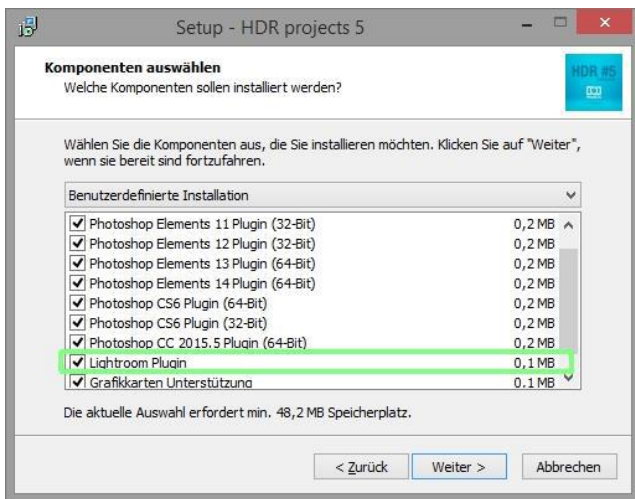 Setup - HDR projects 5
Komponenten auswählen
Welche Komponenten sollen installiert werden?
HDR #5
Wählen Sie die Komponenten aus, die Sie installieren möchten. Klicken Sie auf "Weiter",
wenn sie bereit sind fortzufahren.
Benutzerdefinierte Installation
Photoshop Elements 11 Plugin (32-Bit) 0,2 MB
Photoshop Elements 12 Plugin (32-Bit) 0,2 MB
Photoshop Elements 13 Plugin (64-Bit) 0,2 MB
Photoshop Elements 14 Plugin (64-Bit) 0,2 MB
Photoshop CS6 Plugin (64-Bit) 0,2 MB
Photoshop CS6 Plugin (32-Bit) 0,2 MB
Photoshop CC 2015.5 Plugin (64-Bit) 0,2 MB
Lightroom Plugin 0,1 MB
Grafikkarten Unterstützung 0,1 MB
Die aktuelle Auswahl erfordert min. 48,2 MB Speicherplatz.
< Zurück Weiter > Abbrechen